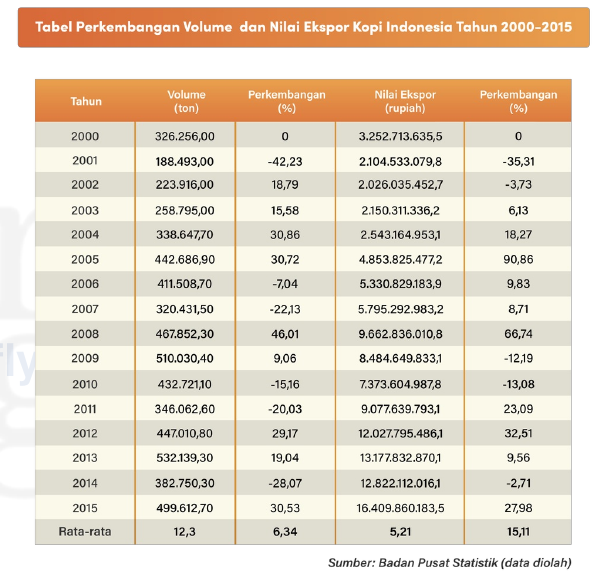 Tabel Perkembangan Volume dan Nilai Ekspor Kopi Indonesia Tahun 2000-2015
Tahun Volume (ton) Perkembangan (%) Nilai Ekspor (rupiah) Perkembangan (%)
2000 326.256,00 0 3.252.713.635,5 0
2001 188.493,00 -42,23 2.104.533.079,8 -35,31
2002 223.916,00 18,79 2.026.035.452,7 -3,73
2003 258.795,00 15,58 2.150.311.336,2 6,13
2004 338.647,70 30,86 2.543.164.953,1 18,27
2005 442.686,90 30,72 4.853.825.477,2 90,86
2006 411.508,70 -7,04 5.330.829.183,9 9,83
2007 320.431,50 -22,13 5.795.292.983,2 8,71
2008 467.852,30 46,01 9.662.836.010,8 66,74
2009 510.030,40 9,06 8.484.649.833,1 -12,19
2010 432.721,10 -15,16 7.373.604.987,8 -13,08
2011 346.062,60 -20,03 9.077.639.793,1 23,09
2012 447.010,80 29,17 12.027.795.486,1 32,51
2013 532.139,30 19,04 13.177.832.870,1 9,56
2014 382.750,30 -28,07 12.822.112.016,1 -2,71
2015 499.612,70 30,53 16.409.860.183,5 27,98
Rata-rata 12,3 6,34 5,21 15,11
Sumber: Badan Pusat Statistik (data diolah)